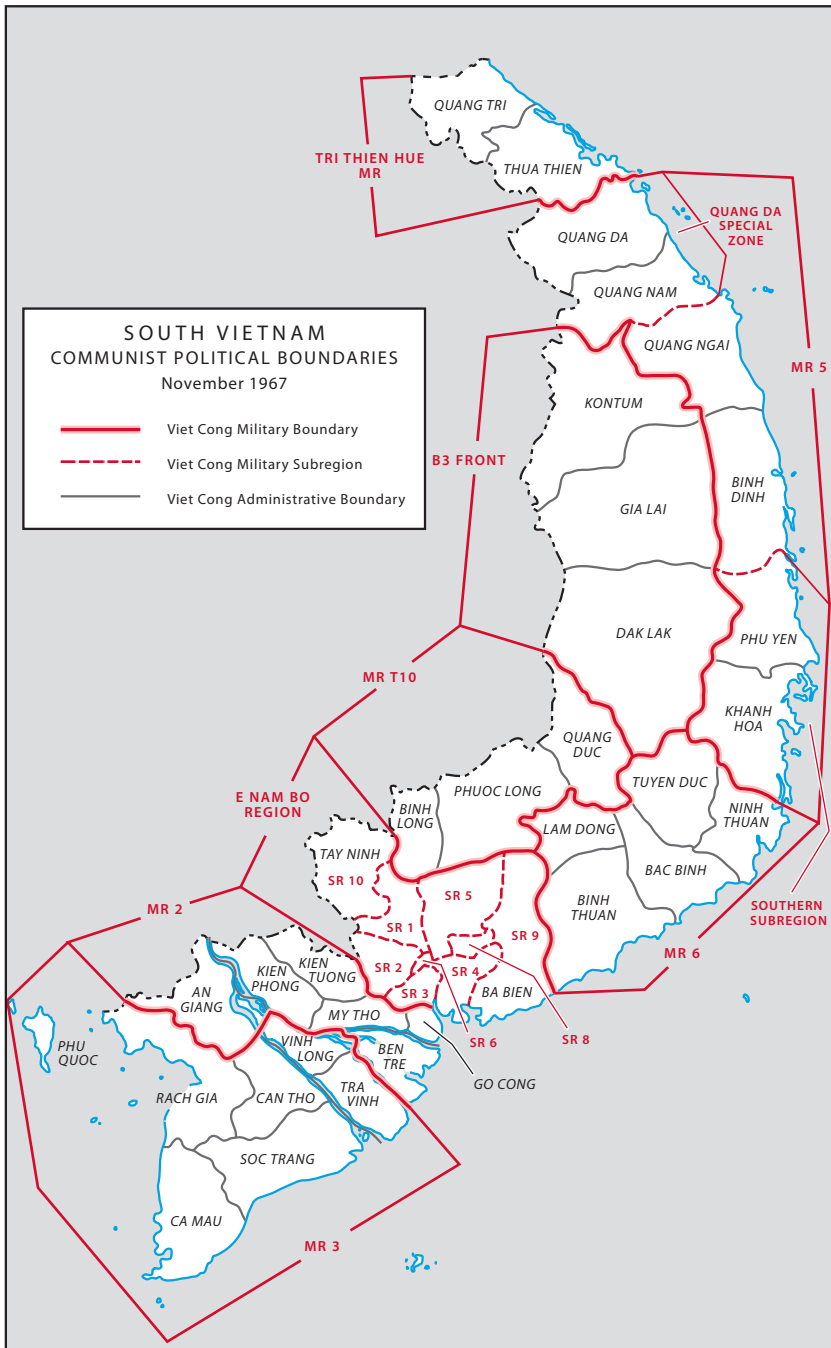 QUANG TRI
TRI THIEN HUE
MR
THUA THIEN
QUANG DA
SPECIAL
ZONE
QUANG DA
QUANG NAM
SOUTH VIETNAM
COMMUNIST POLITICAL BOUNDARIES
November 1967
Viet Cong Military Boundary
Viet Cong Military Subregion
Viet Cong Administrative Boundary
QUANG NGAI
MR 5
KONTUM
B3 FRONT
BINH
DINH
GIA LAI
DAK LAK
PHU YEN
MR T10
KHANH
HOA
QUANG
DUC
TUYEN DUC
E NAM BO
REGION
PHUOC LONG
BINH
LONG
NINH
THUAN
LAM DONG
TAY NINH
BAC BINH
SR 10
SR 5
BINH
THUAN
SOUTHERN
SUBREGION
MR 2
SR 1
SR 9
MR 6
KIEN
TUONG
KIEN
PHONG
SR 2
SR 4
AN
GIANG
SR 3
BA BIEN
MY THO
SR 6
SR 8
PHU
QUOC
VINH
LONG
BEN
TRE
GO CONG
RACH GIA
CAN THO
TRA
VINH
SOC TRANG
CA MAU
MR 3